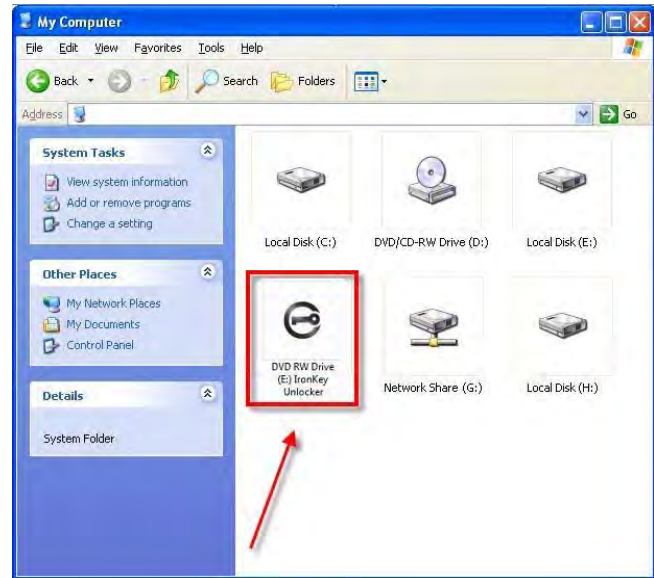 My Computer
File Edit View Favorites Tools Help
Back Search Folders
Address Go
System Tasks
View system information
Add or remove programs
Change a setting
Other Places
My Network Places
My Documents
Control Panel
Details
System Folder
Local Disk (C:)
DVD/CD-RW Drive (D:)
Local Disk (E:)
DVD RW Drive
(E:) IronKey
Unlocker
Network Share (G:)
Local Disk (H:)